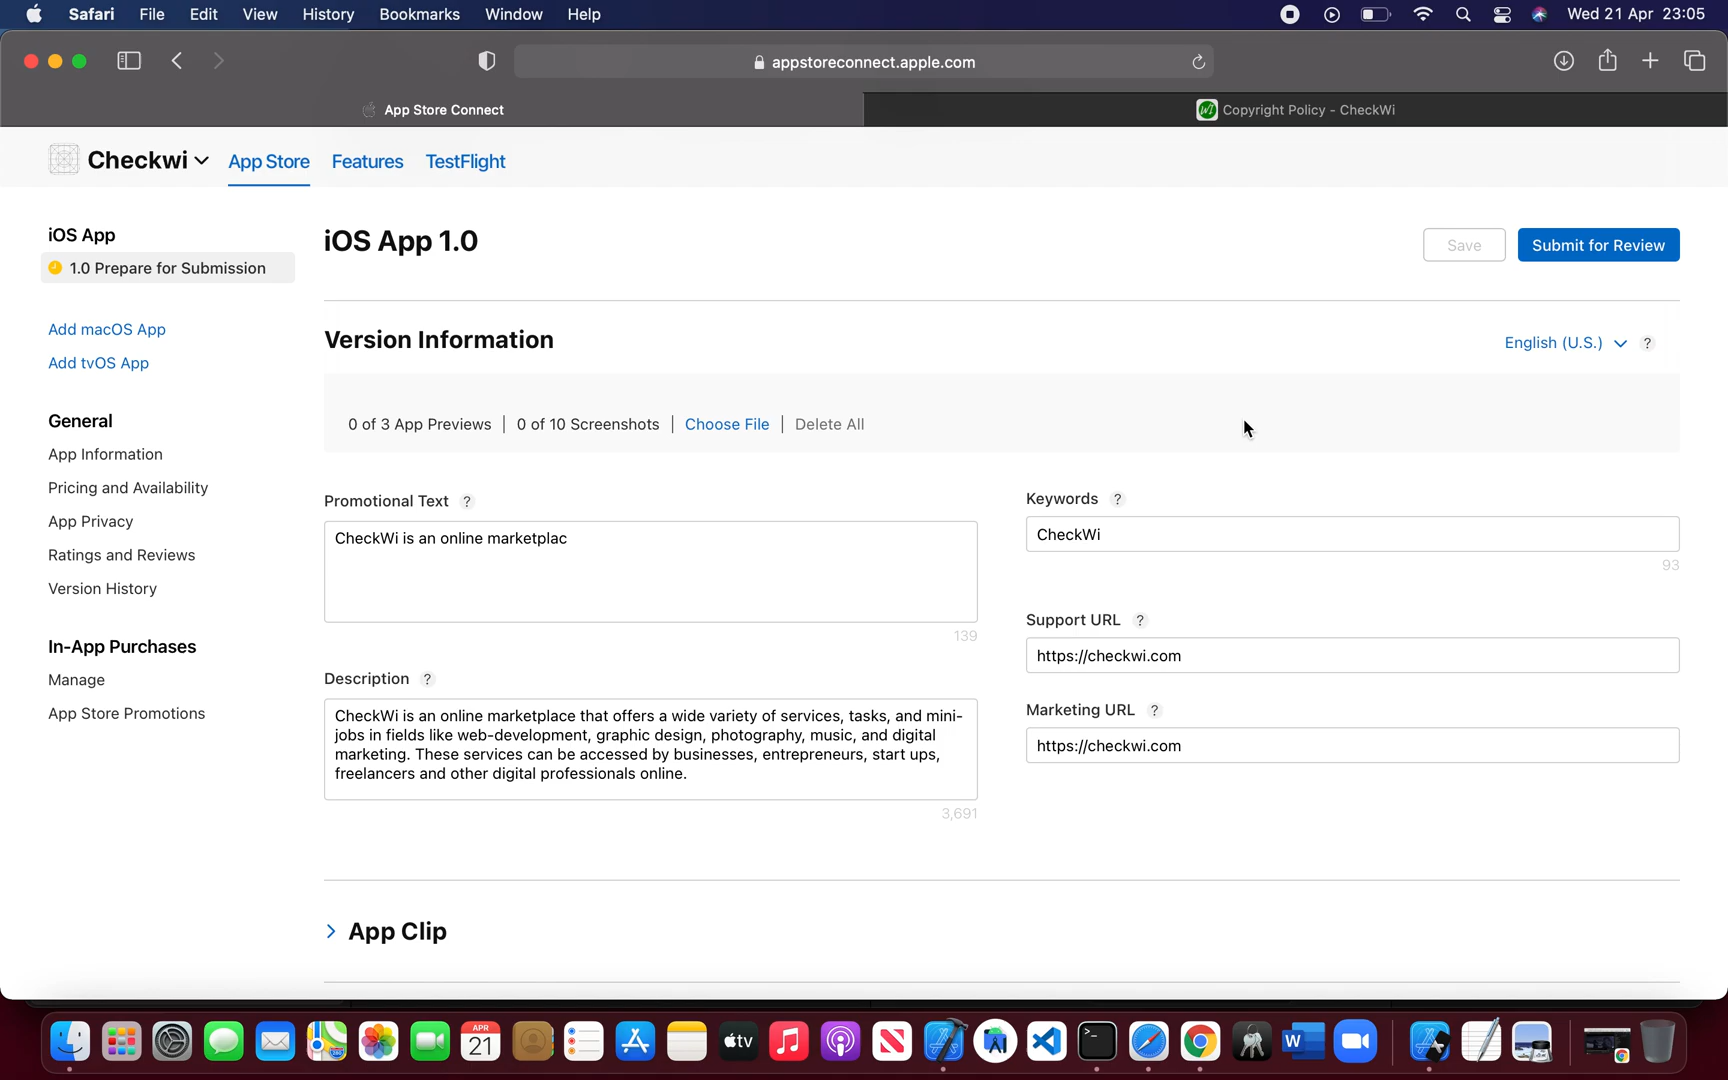 Safari File Edit View History Bookmarks Window Help Wed 21 Apr 23:05
appstoreconnect.apple.com
App Store Connect
Copyright Policy - CheckWi
Checkwi App Store Features TestFlight
iOS App
1.0 Prepare for Submission
Add macOS App
Add tvOS App
General
App Information
Pricing and Availability
App Privacy
Ratings and Reviews
Version History
In-App Purchases
Manage
App Store Promotions
iOS App 1.0
Save
Submit for Review
Version Information
English (U.S.) ?
0 of 3 App Previews | 0 of 10 Screenshots | Choose File | Delete All
Promotional Text ?
CheckWi is an online marketplac
139
Description ?
CheckWi is an online marketplace that offers a wide variety of services, tasks, and mini-
jobs in fields like web-development, graphic design, photography, music, and digital
marketing. These services can be accessed by businesses, entrepreneurs, start ups,
freelancers and other digital professionals online.
3,691
Keywords ?
CheckWi
93
Support URL ?
https://checkwi.com
Marketing URL ?
https://checkwi.com
App Clip
APR
21
tv
W